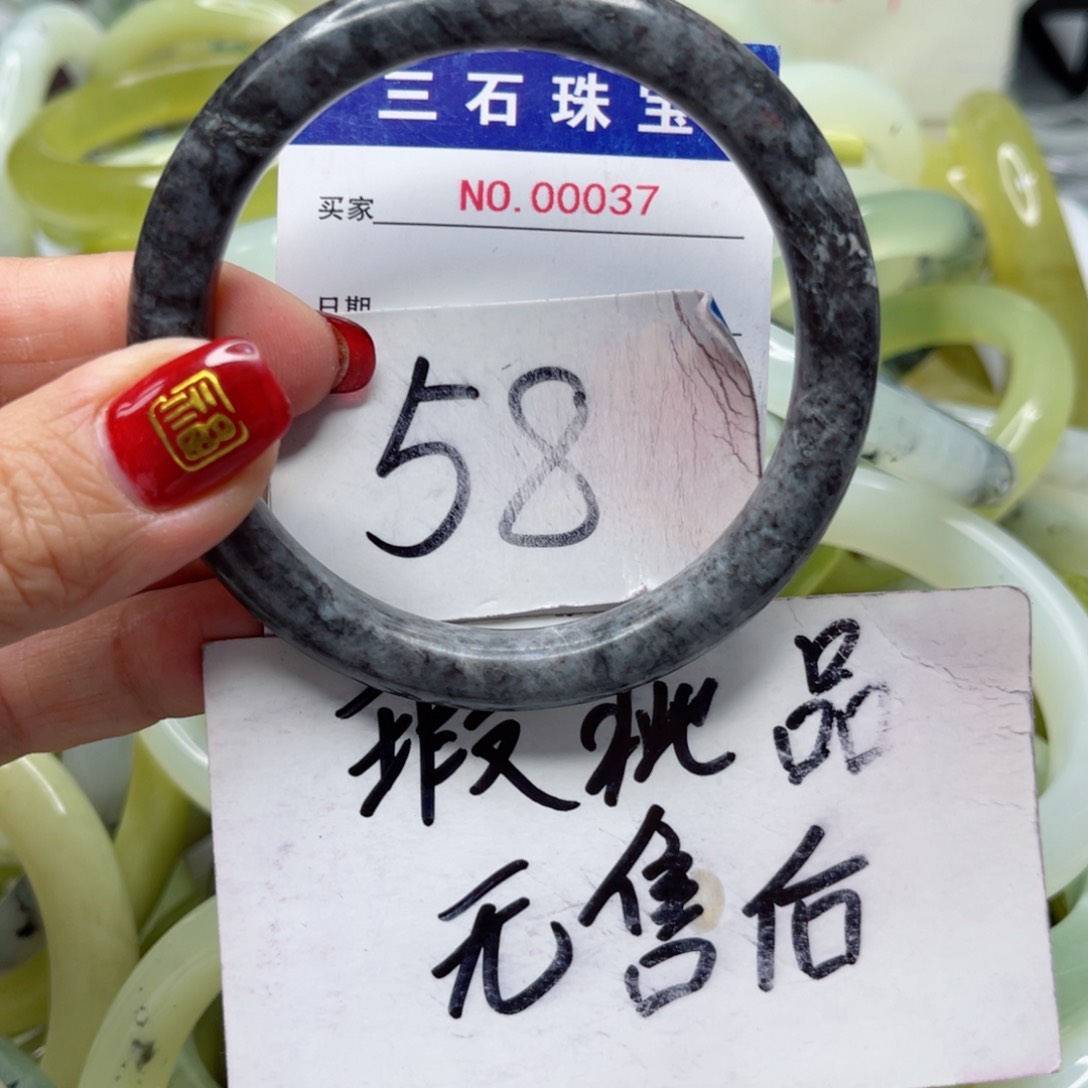 三石珠宝
买家 NO.00037
日期
58
瑕疵品
无售后